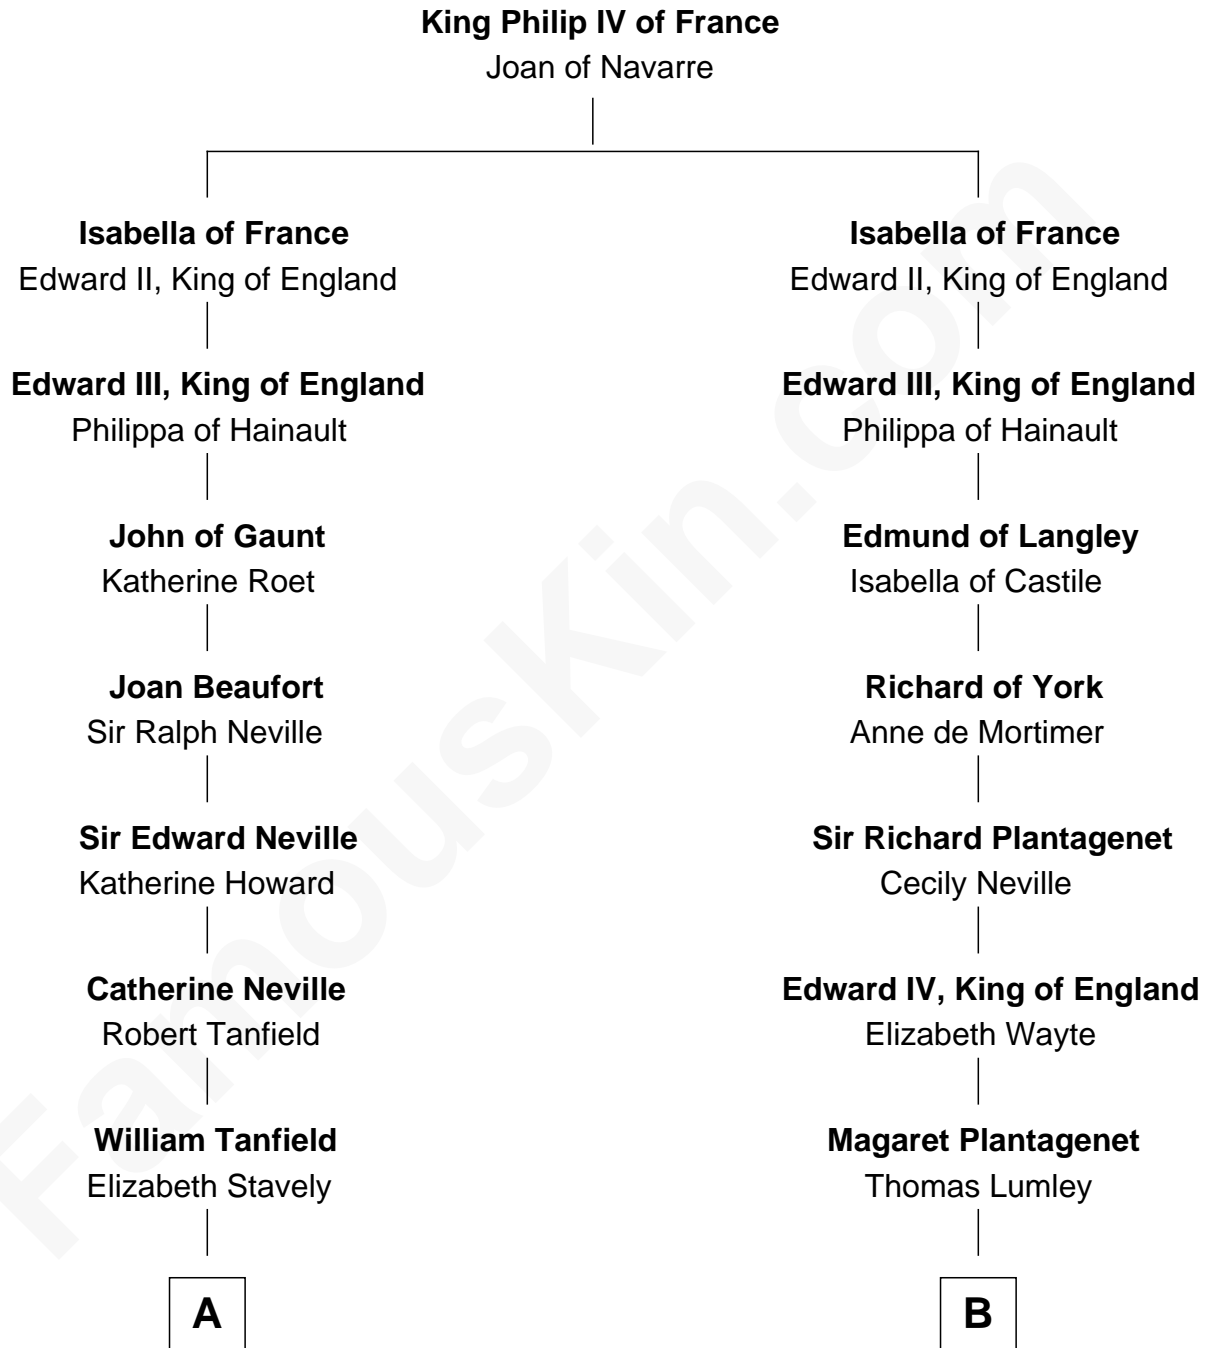 King Philip IV of France
Joan of Navarre
Isabella of France
Edward II, King of England
Edward III, King of England
Philippa of Hainault
John of Gaunt
Katherine Roet
Joan Beaufort
Sir Ralph Neville
Sir Edward Neville
Katherine Howard
Catherine Neville
Robert Tanfield
William Tanfield
Elizabeth Stavely
A
Isabella of France
Edward II, King of England
Edward III, King of England
Philippa of Hainault
Edmund of Langley
Isabella of Castile
Richard of York
Anne de Mortimer
Sir Richard Plantagenet
Cecily Neville
Edward IV, King of England
Elizabeth Wayte
Magaret Plantagenet
Thomas Lumley
B
FamousKin.com